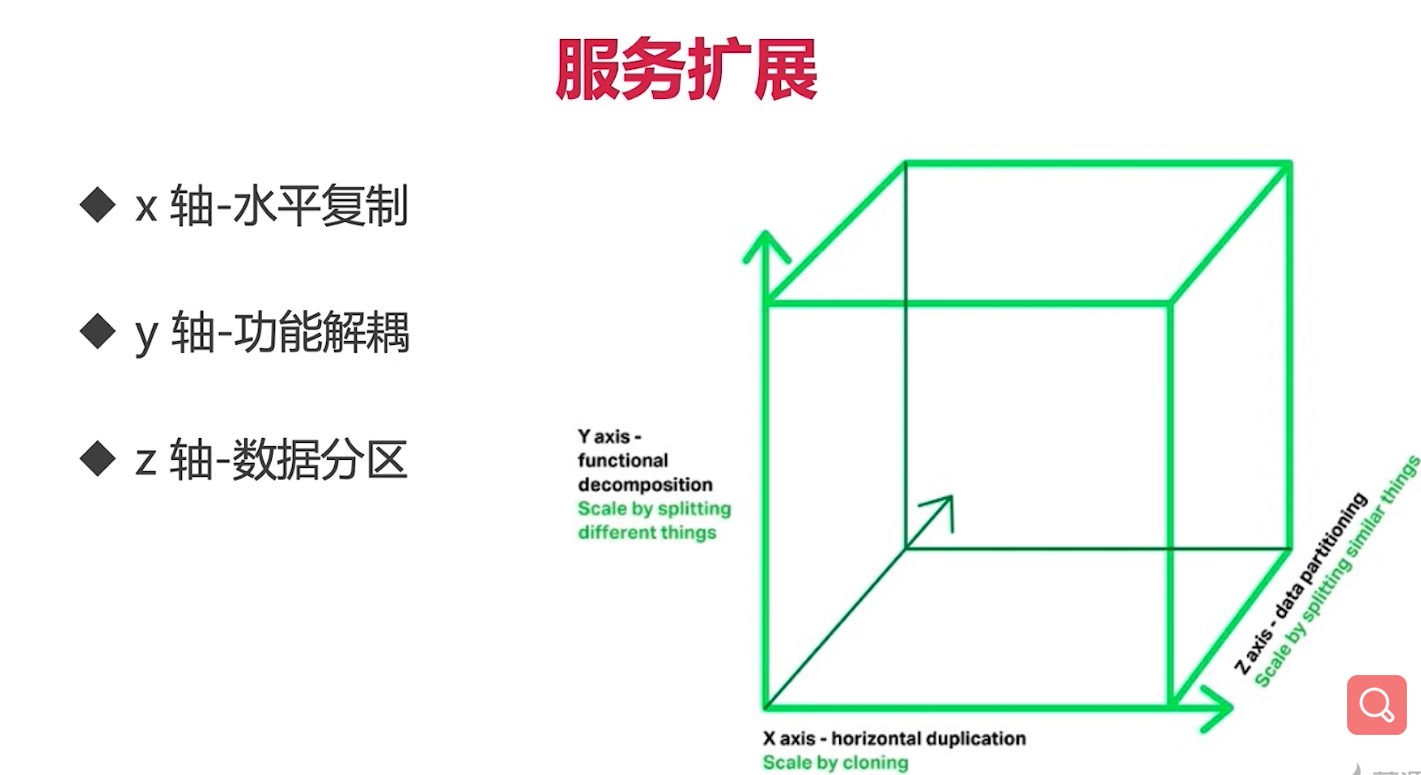 服务扩展
x 轴-水平复制
y 轴-功能解耦
z 轴-数据分区
Y axis -
functional
decomposition
Scale by splitting
different things
Z axis - data partitioning
Scale by splitting similar things
X axis - horizontal duplication
Scale by cloning